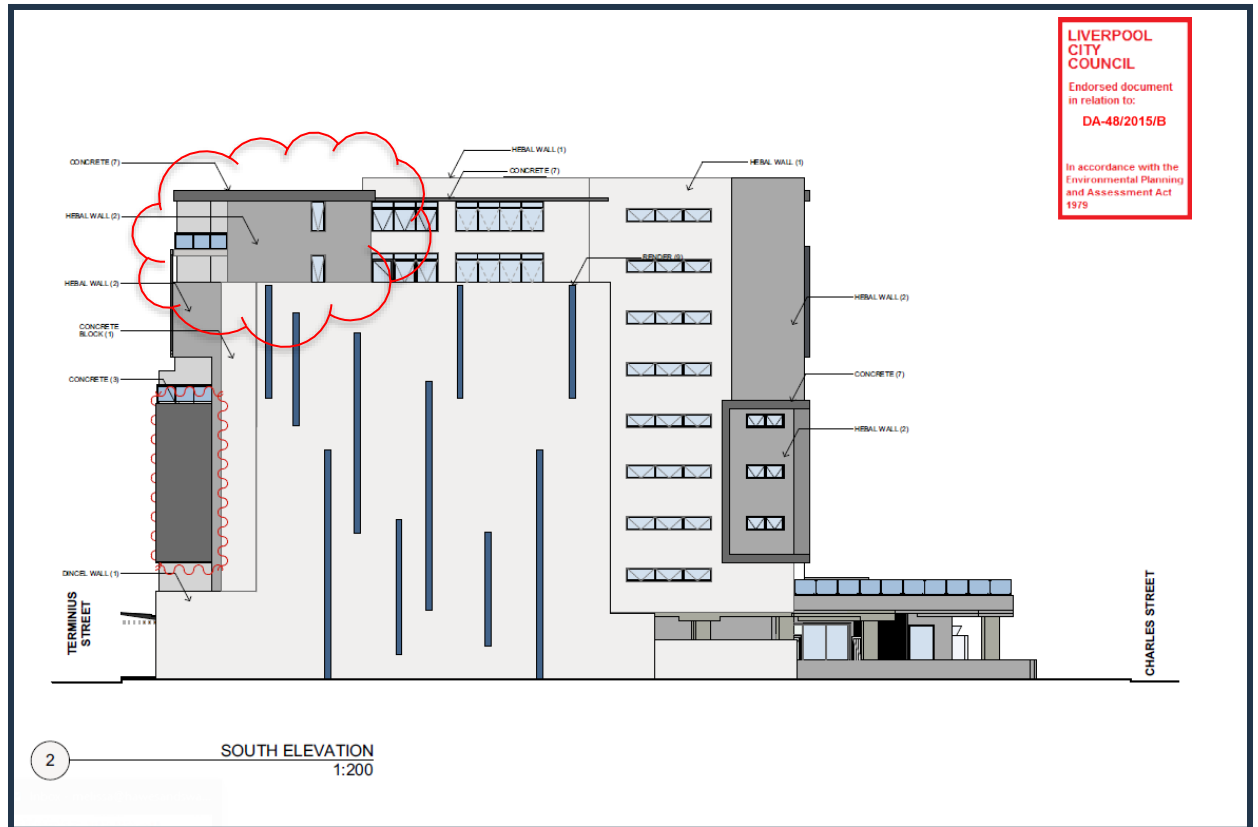 LIVERPOOL
CITY
COUNCIL
Endorsed document
in relation to:
DA-48/2015/B
In accordance with the
Environmental Planning
and Assessment Act
1979
HEBAL WALL (1)
CONCRETE (7)
HEBAL WALL (1)
CONCRETE (7)
HEBAL WALL (2)
RENDER (9)
HEBAL WALL (2)
HEBAL WALL (2)
CONCRETE
BLOCK (1)
CONCRETE (3)
CONCRETE (7)
HEBAL WALL (2)
DINCEL WALL (1)
TERMINIUS
STREET
CHARLES STREET
2
SOUTH ELEVATION
1:200